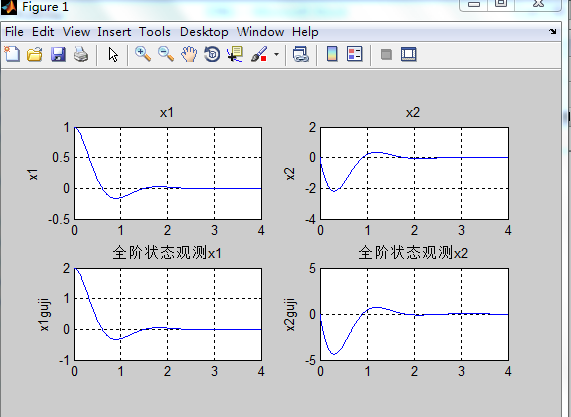 Figure 1
File Edit View Insert Tools Desktop Window Help
x1
x1
1
0.5
0
-0.5
0 1 2 3 4
x2
x2
2
0
-2
-4
0 1 2 3 4
全阶状态观测x1
x1guji
2
1
0
-1
0 1 2 3 4
全阶状态观测x2
x2guji
5
0
-5
0 1 2 3 4